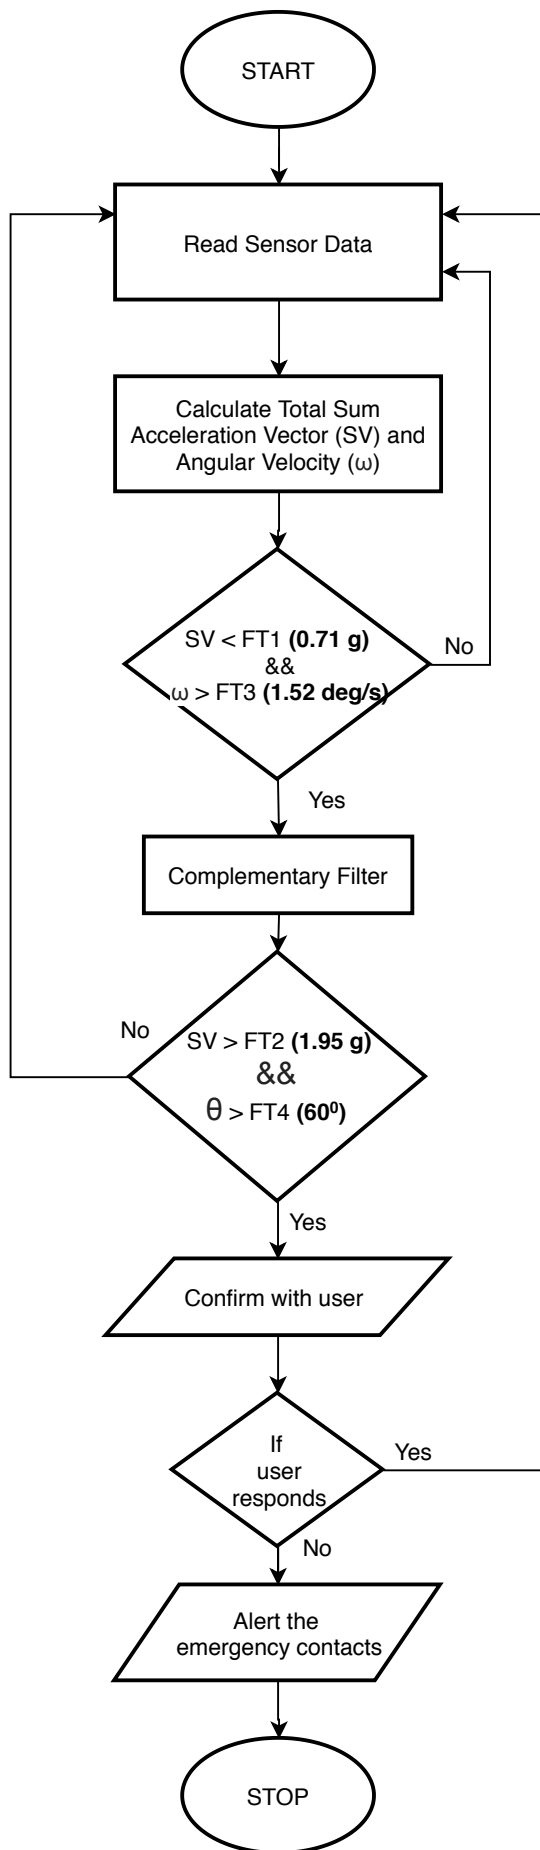 START
Read Sensor Data
Calculate Total Sum
Acceleration Vector (SV) and
Angular Velocity (ω)
SV < FT1 (0.71 g)
&&
ω > FT3 (1.52 deg/s)
No
Yes
Complementary Filter
No
SV > FT2 (1.95 g)
&&
θ > FT4 (60⁰)
Yes
Confirm with user
If
user
responds
Yes
No
Alert the
emergency contacts
STOP